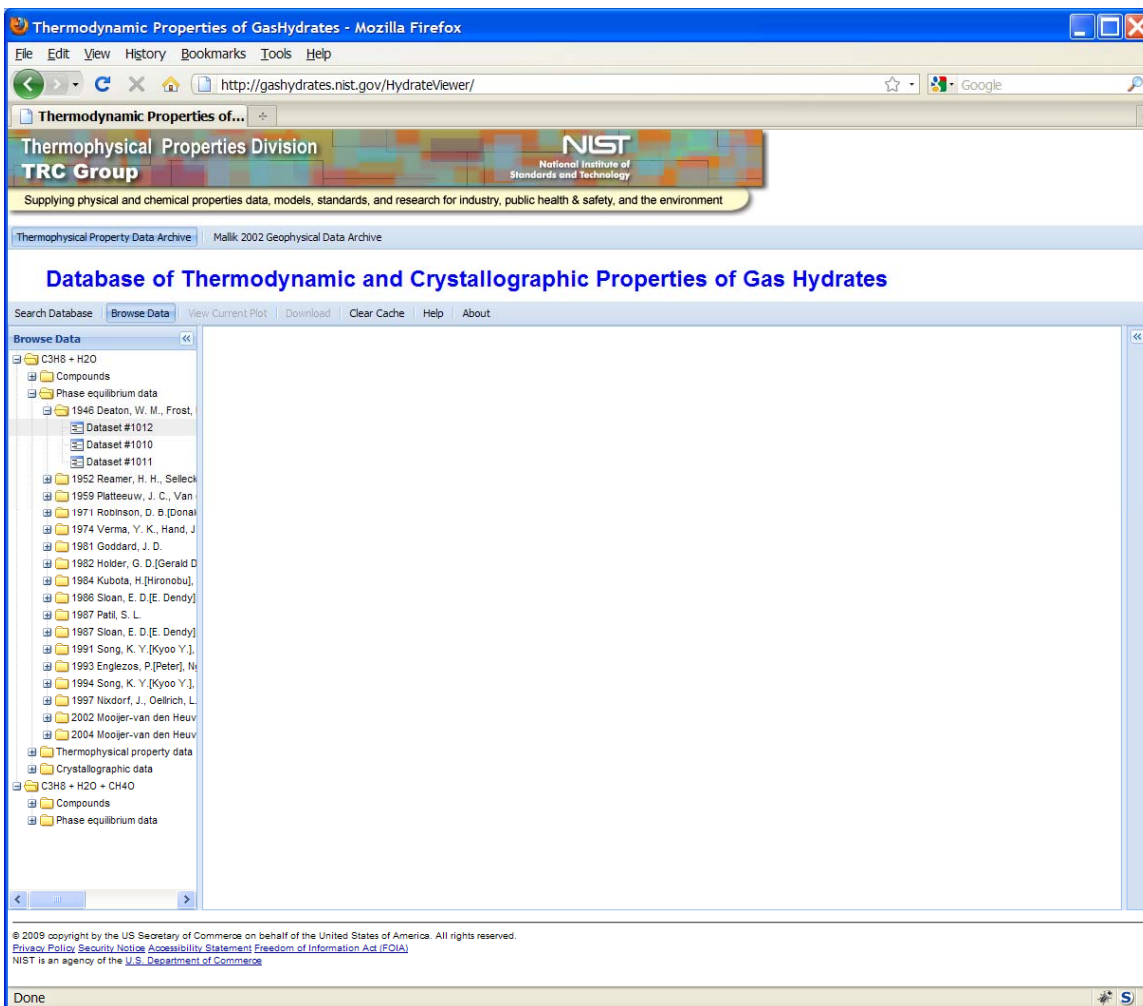 Thermodynamic Properties of GasHydrates - Mozilla Firefox
File Edit View History Bookmarks Tools Help
http://gashydrates.nist.gov/HydrateViewer/
Google
Thermodynamic Properties of...
Thermophysical Properties Division
TRC Group
NIST
National Institute of
Standards and Technology
Supplying physical and chemical properties data, models, standards, and research for industry, public health & safety, and the environment
Thermophysical Property Data Archive Mallik 2002 Geophysical Data Archive
Database of Thermodynamic and Crystallographic Properties of Gas Hydrates
Search Database Browse Data View Current Plot Download Clear Cache Help About
Browse Data
C3H8 + H2O
Compounds
Phase equilibrium data
1946 Deaton, W. M., Frost,
Dataset #1012
Dataset #1010
Dataset #1011
1952 Reamer, H. H., Selleck
1959 Platteeuw, J. C., Van
1971 Robinson, D. B.[Donal
1974 Verma, Y. K., Hand, J
1981 Goddard, J. D.
1982 Holder, G. D.[Gerald D
1984 Kubota, H.[Hironobu],
1986 Sloan, E. D.[E. Dendy]
1987 Patil, S. L.
1987 Sloan, E. D.[E. Dendy]
1991 Song, K. Y.[Kyoo Y.],
1993 Englezos, P.[Peter], Ng
1994 Song, K. Y.[Kyoo Y.],
1997 Nixdorf, J., Oellrich, L.
2002 Mooijer-van den Heuv
2004 Mooijer-van den Heuv
Thermophysical property data
Crystallographic data
C3H8 + H2O + CH4O
Compounds
Phase equilibrium data
© 2009 copyright by the US Secretary of Commerce on behalf of the United States of America. All rights reserved.
Privacy Policy Security Notice Accessibility Statement Freedom of Information Act (FOIA)
NIST is an agency of the U.S. Department of Commerce
Done
S